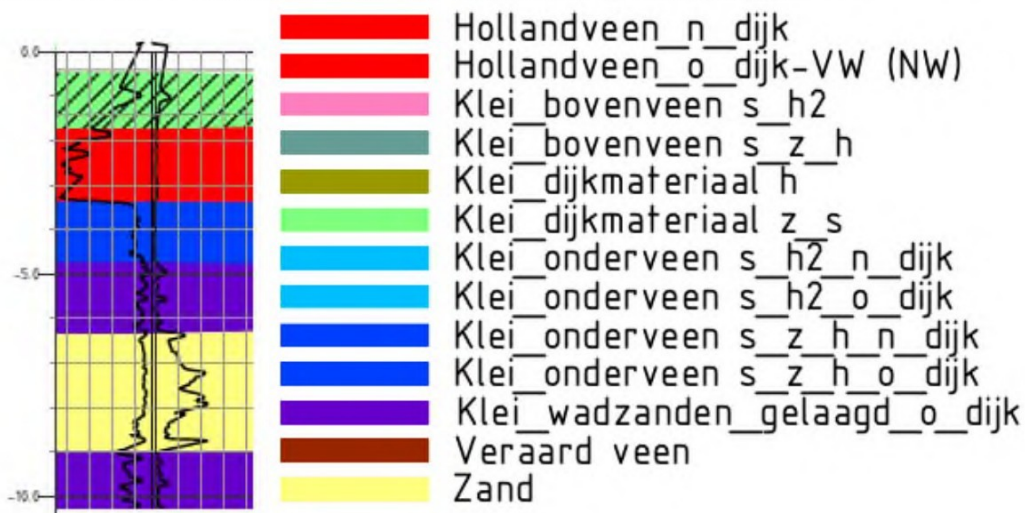 0.0
-5.0
-10.0
Hollandveen_n_dijk
Hollandveen_o_dijk-VW (NW)
Klei_bovenveen s_h2
Klei_bovenveen s_z_h
Klei_dijkmateriaal h
Klei_dijkmateriaal z_s
Klei_onderveen s_h2_n_dijk
Klei_onderveen s_h2_o_dijk
Klei_onderveen s_z_h_n_dijk
Klei_onderveen s_z_h_o_dijk
Klei_wadzanden_gelaagd_o_dijk
Veraard veen
Zand